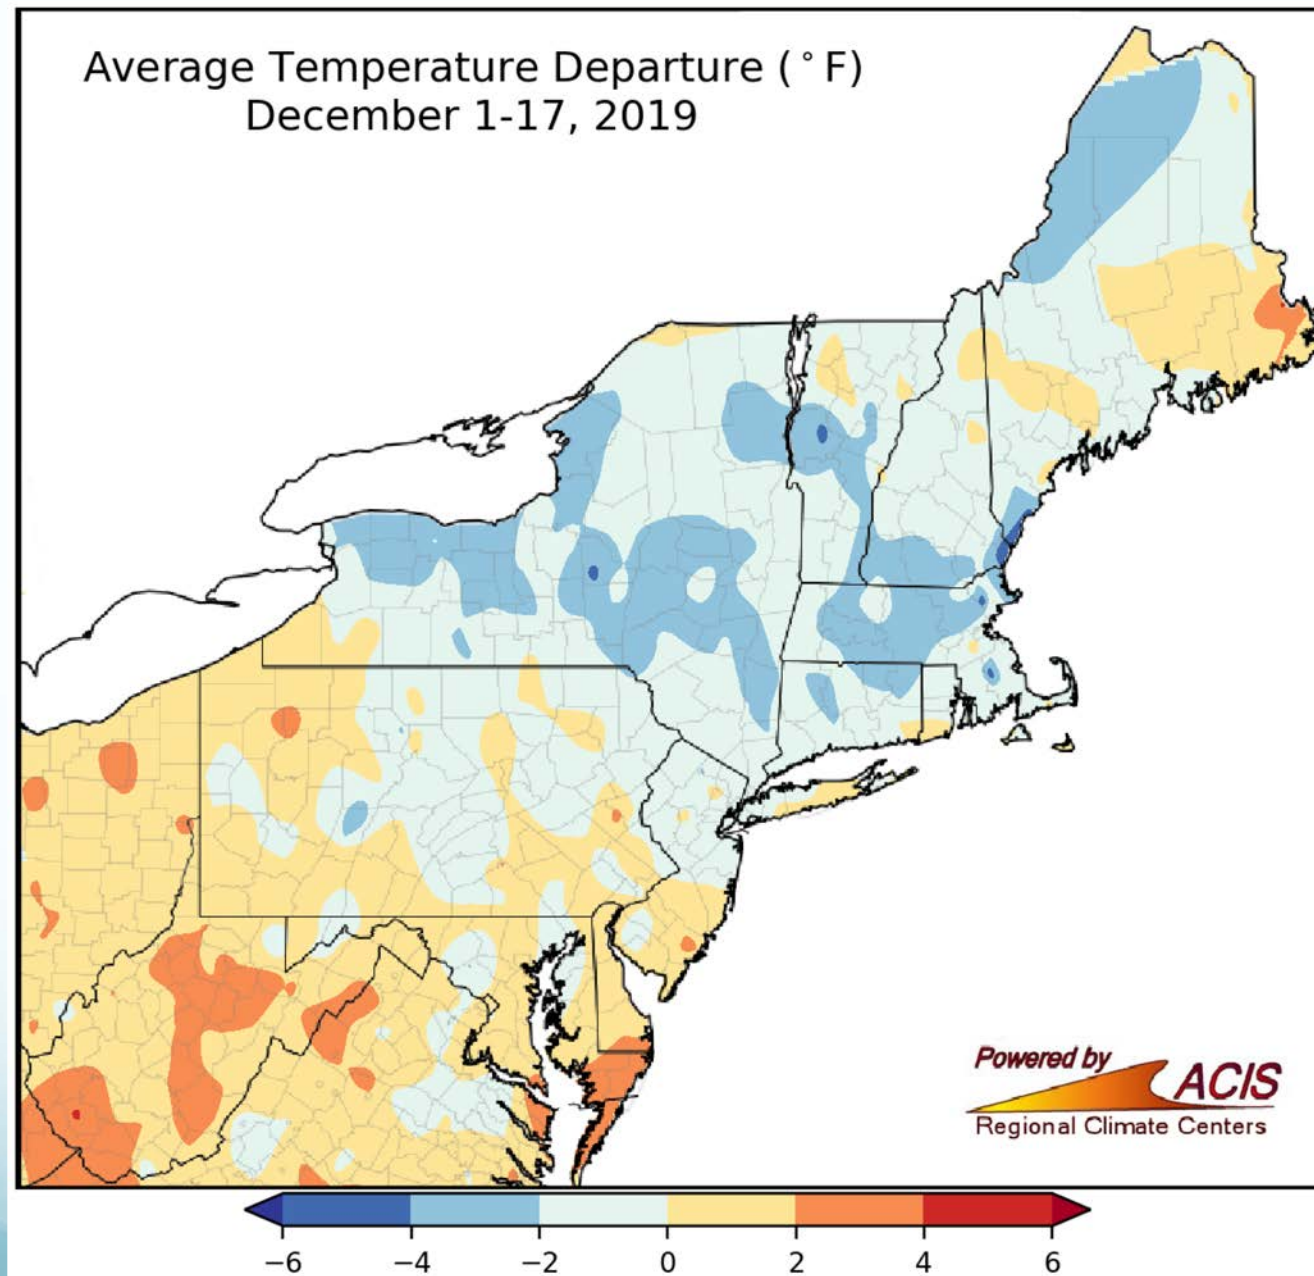 Average Temperature Departure (°F)
December 1-17, 2019
Powered by
ACIS
Regional Climate Centers
−6 −4 −2 0 2 4 6